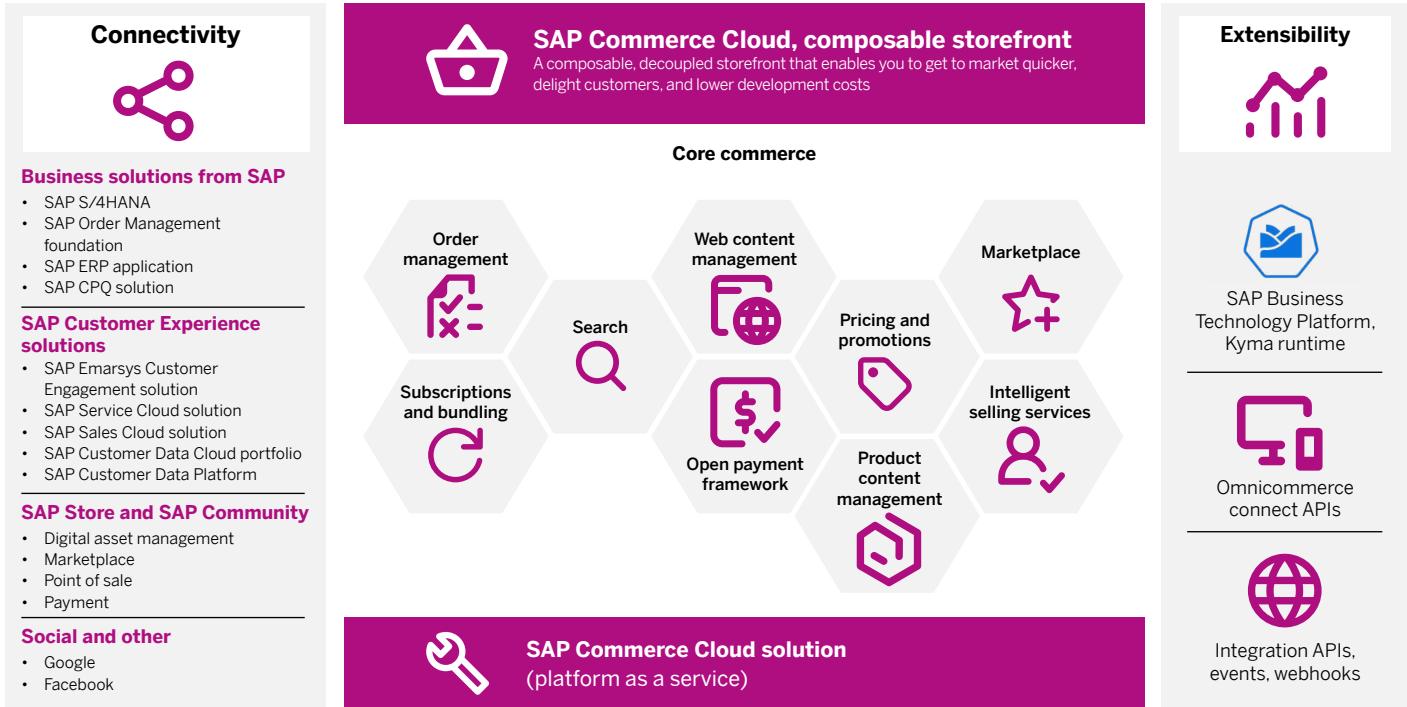 Connectivity
Business solutions from SAP
• SAP S/4HANA
• SAP Order Management
foundation
• SAP ERP application
• SAP CPQ solution
SAP Customer Experience
solutions
• SAP Emarsys Customer
Engagement solution
• SAP Service Cloud solution
• SAP Sales Cloud solution
• SAP Customer Data Cloud portfolio
• SAP Customer Data Platform
SAP Store and SAP Community
• Digital asset management
• Marketplace
• Point of sale
• Payment
Social and other
• Google
• Facebook
SAP Commerce Cloud, composable storefront
A composable, decoupled storefront that enables you to get to market quicker,
delight customers, and lower development costs
Core commerce
Order
management
Search
Web content
management
Pricing and
promotions
Marketplace
Subscriptions
and bundling
Open payment
framework
Product
content
management
Intelligent
selling services
SAP Commerce Cloud solution
(platform as a service)
Extensibility
SAP Business
Technology Platform,
Kyma runtime
Omnicommerce
connect APIs
Integration APIs,
events, webhooks